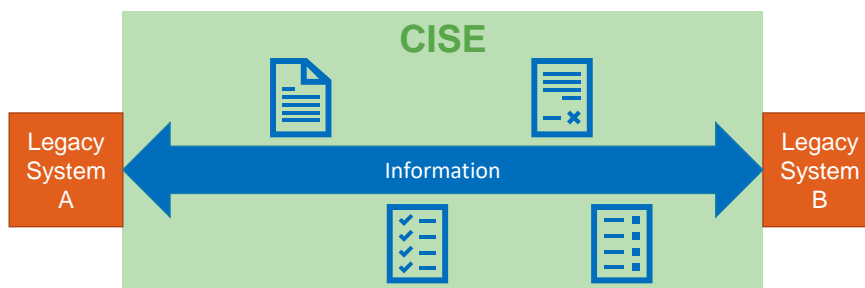 CISE
Legacy
System
A
Information
Legacy
System
B